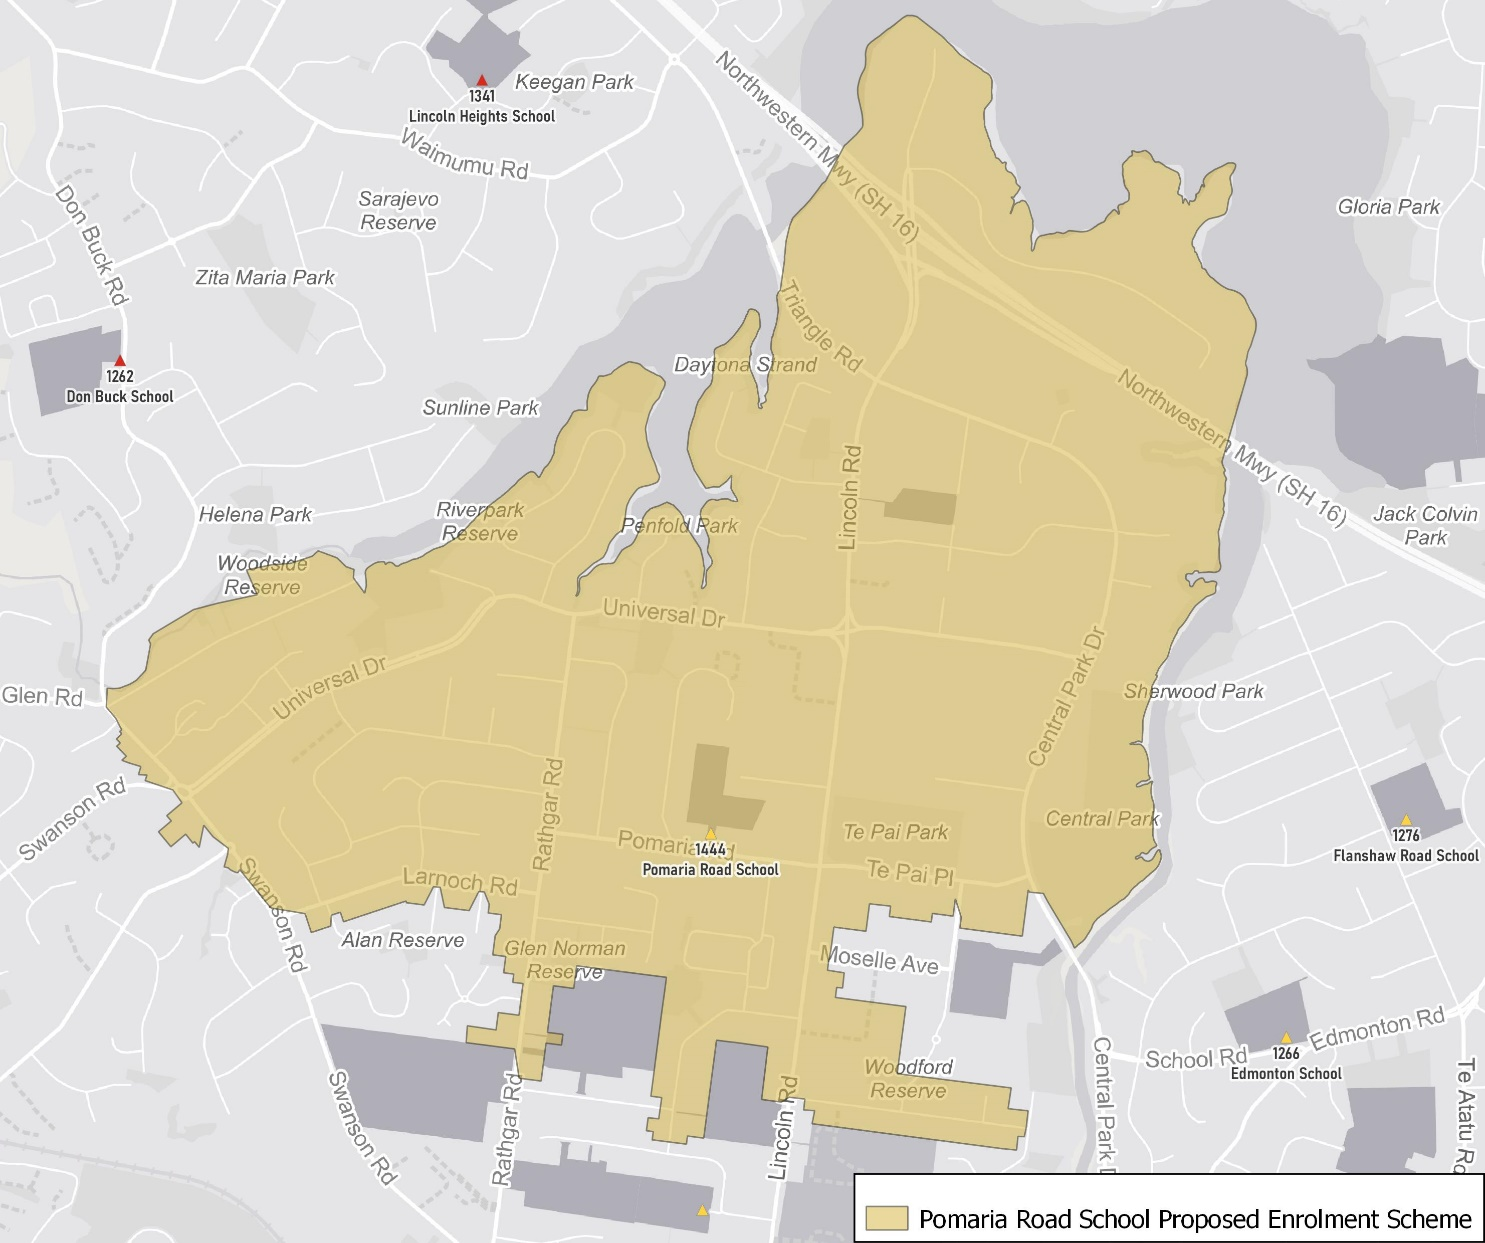 1341
Lincoln Heights School
Keegan Park
Waimumu Rd
Northwestern Mwy (SH 16)
Sarajevo
Reserve
Don Buck Rd
Gloria Park
Zita Maria Park
Triangle Rd
1262
Don Buck School
Daytona Strand
Sunline Park
Northwestern Mwy (SH 16)
Lincoln Rd
Helena Park
Riverpark
Reserve
Penfold Park
Jack Colvin
Park
Woodside
Reserve
Universal Dr
Glen Rd
Universal Dr
Central Park Dr
Sherwood Park
Swanson Rd
Rathgar Rd
Pomaria Rd
1444
Pomaria Road School
Te Pai Park
Central Park
1276
Flanshaw Road School
Te Pai Pl
Larnoch Rd
Swanson Rd
Alan Reserve
Glen Norman
Reserve
Moselle Ave
1266
Edmonton School
School Rd
Edmonton Rd
Woodford
Reserve
Swanson Rd
Rathgar Rd
Lincoln Rd
Central Park D
Te Atatu Rd
Pomaria Road School Proposed Enrolment Scheme